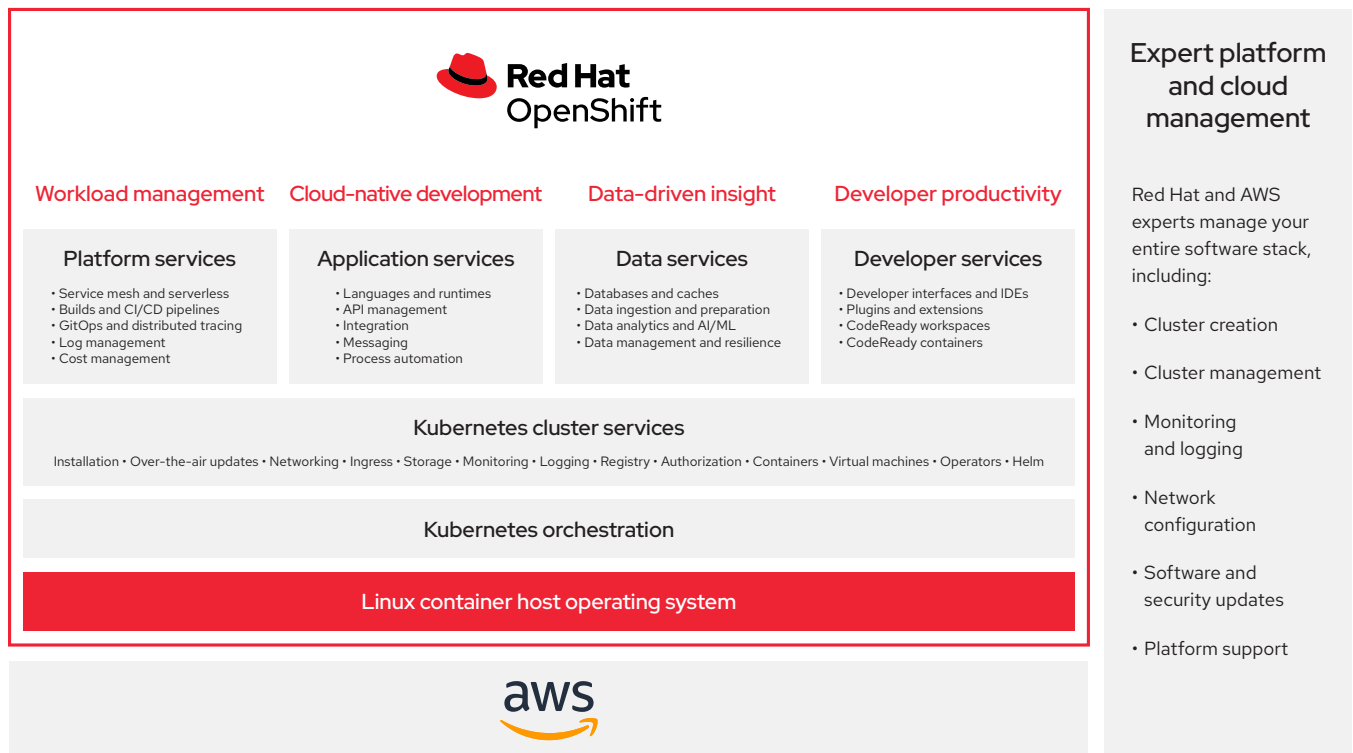 Red Hat
OpenShift
Workload management
Cloud-native development
Data-driven insight
Developer productivity
Platform services
• Service mesh and serverless
• Builds and CI/CD pipelines
• GitOps and distributed tracing
• Log management
• Cost management
Application services
• Languages and runtimes
• API management
• Integration
• Messaging
• Process automation
Data services
• Databases and caches
• Data ingestion and preparation
• Data analytics and AI/ML
• Data management and resilience
Developer services
• Developer interfaces and IDEs
• Plugins and extensions
• CodeReady workspaces
• CodeReady containers
Kubernetes cluster services
Installation • Over-the-air updates • Networking • Ingress • Storage • Monitoring • Logging • Registry • Authorization • Containers • Virtual machines • Operators • Helm
Kubernetes orchestration
Linux container host operating system
aws
Expert platform
and cloud
management
Red Hat and AWS
experts manage your
entire software stack,
including:
• Cluster creation
• Cluster management
• Monitoring
and logging
• Network
configuration
• Software and
security updates
• Platform support